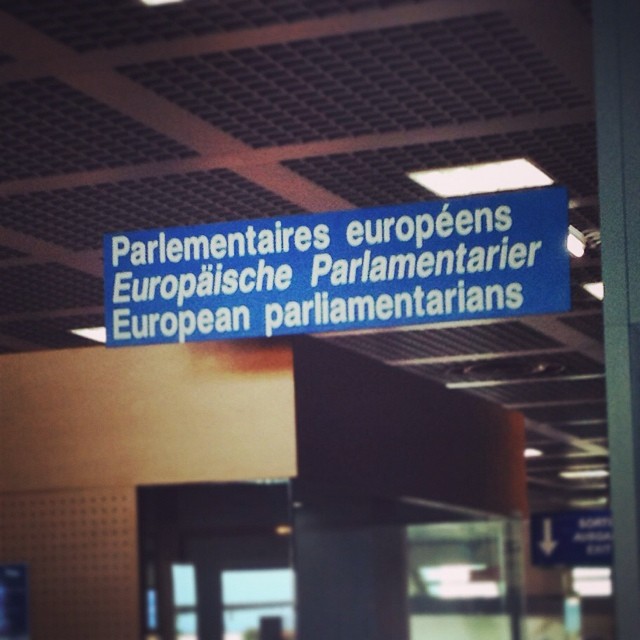 Parlementaires européens
Europäische Parlamentarier
European parliamentarians